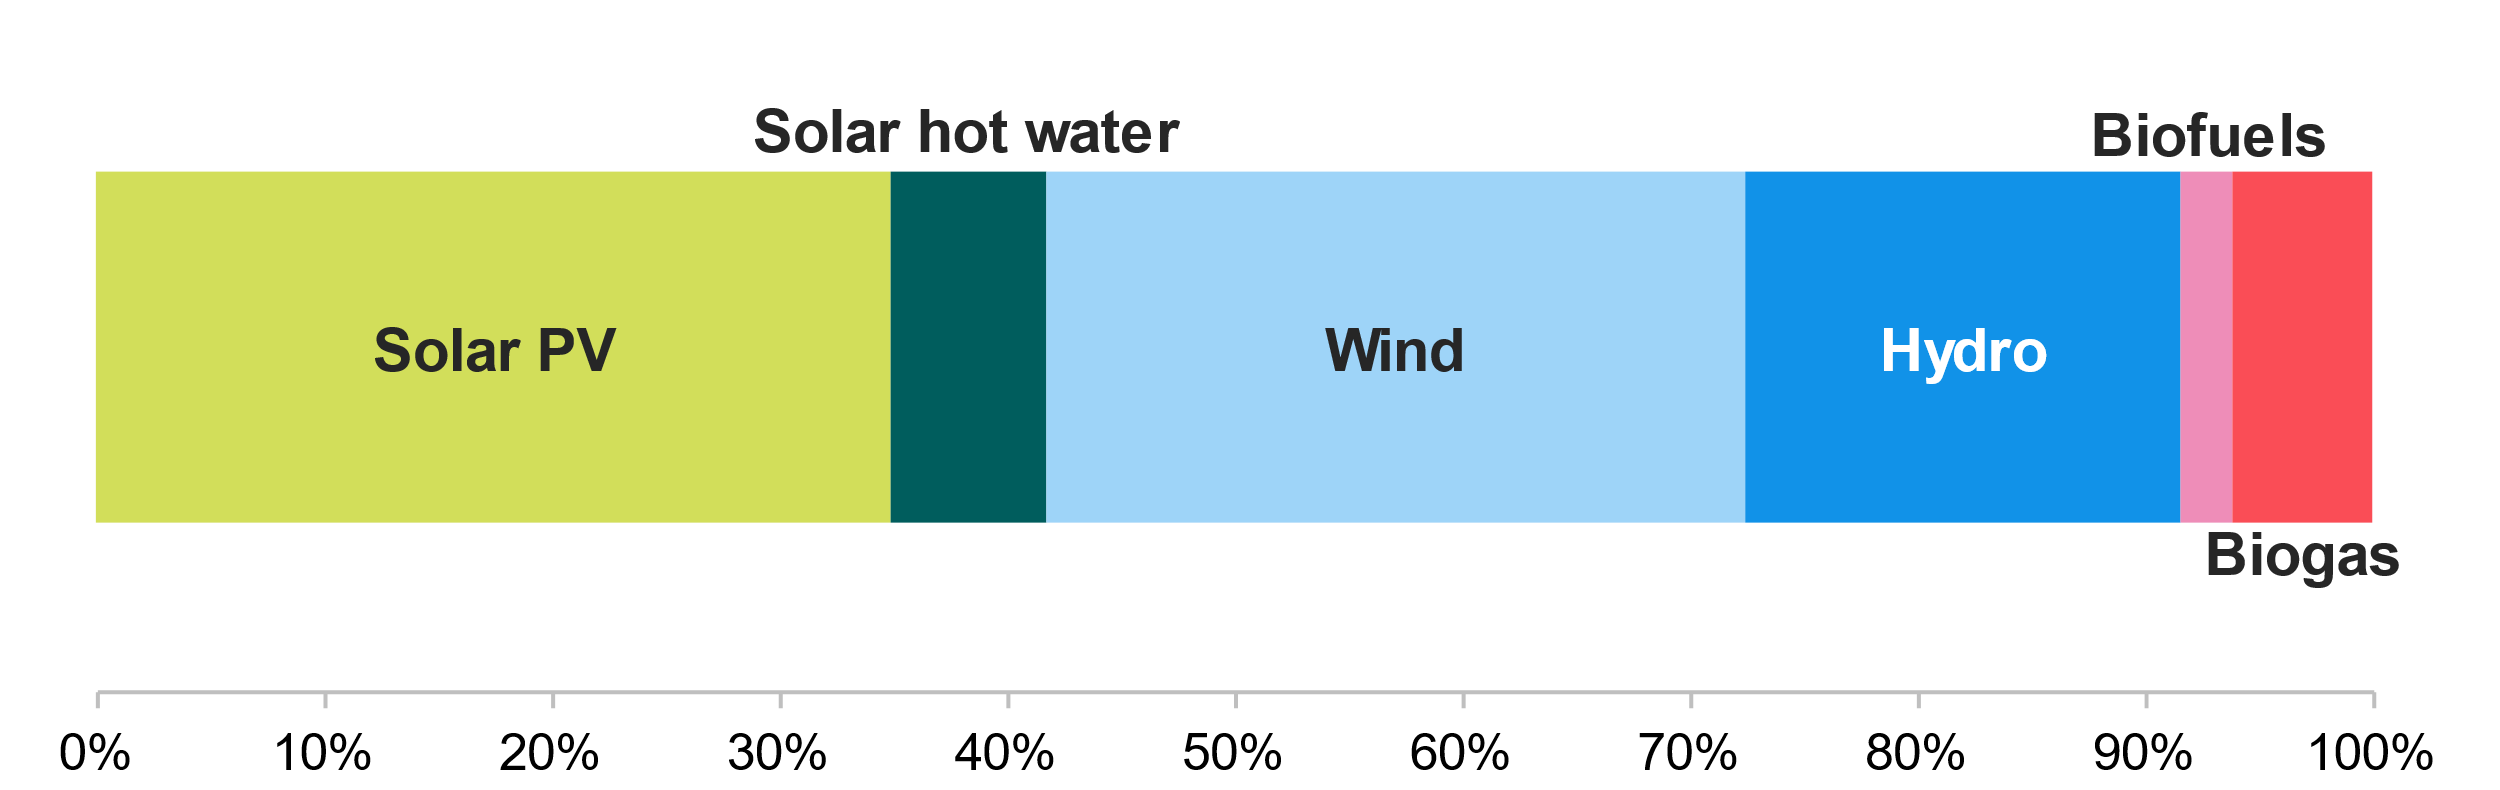 Solar hot water
Biofuels
Solar PV
Wind
Hydro
Biogas
0% 10% 20% 30% 40% 50% 60% 70% 80% 90% 100%